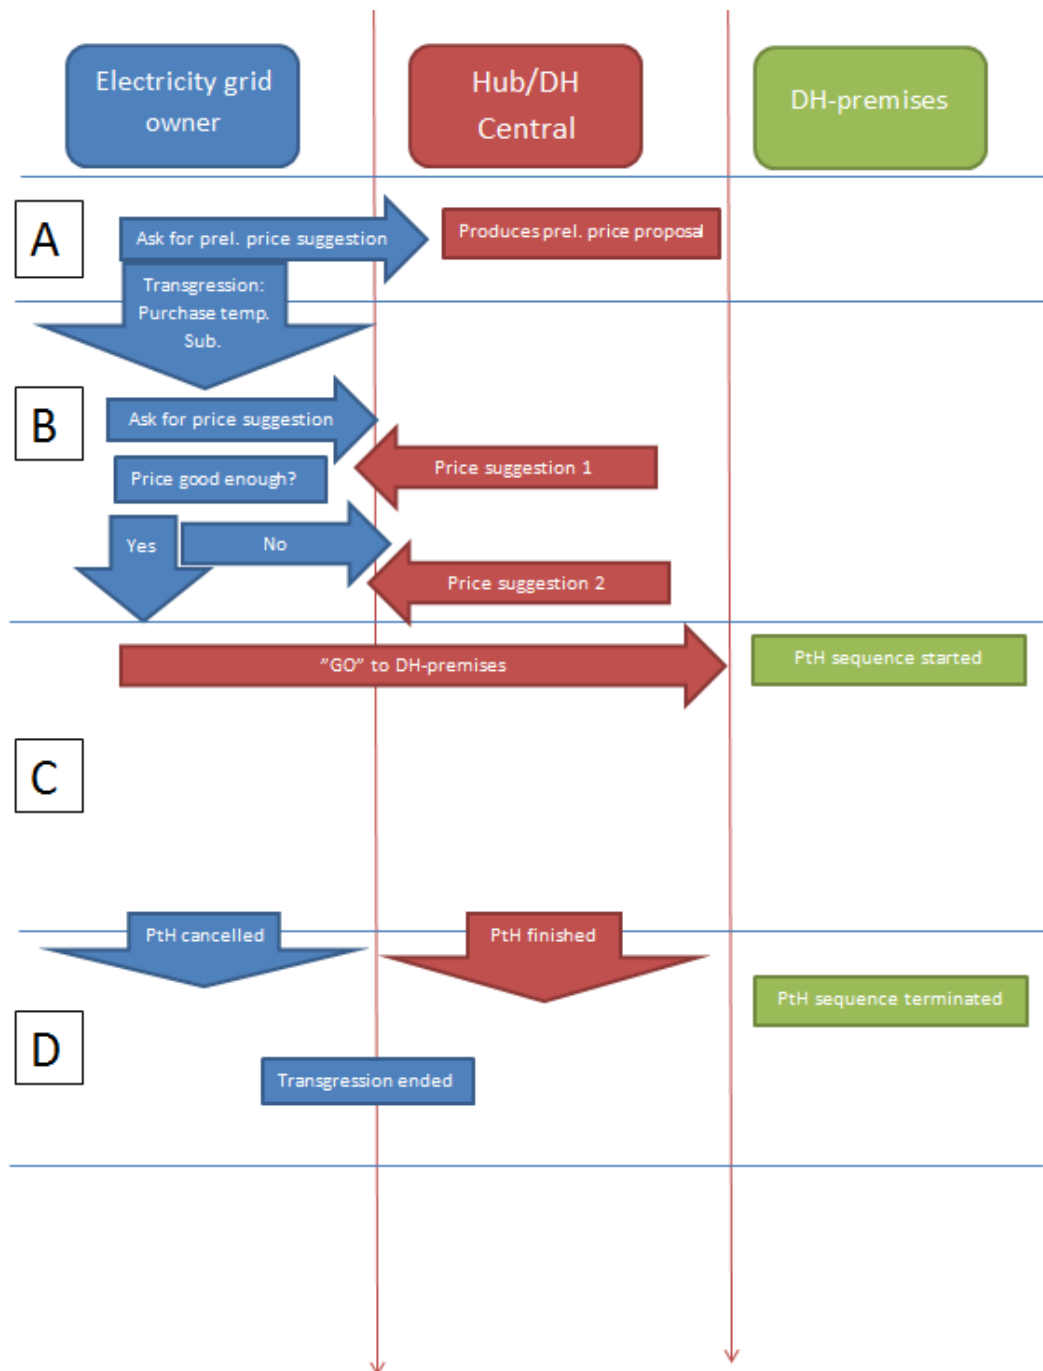 Electricity grid
owner
Hub/DH
Central
DH-premises
A
Ask for prel. price suggestion
Produces prel. price proposal
Transgression:
Purchase temp.
Sub.
B
Ask for price suggestion
Price suggestion 1
Price good enough?
Yes
No
Price suggestion 2
"GO" to DH-premises
PtH sequence started
C
PtH cancelled
PtH finished
PtH sequence terminated
D
Transgression ended